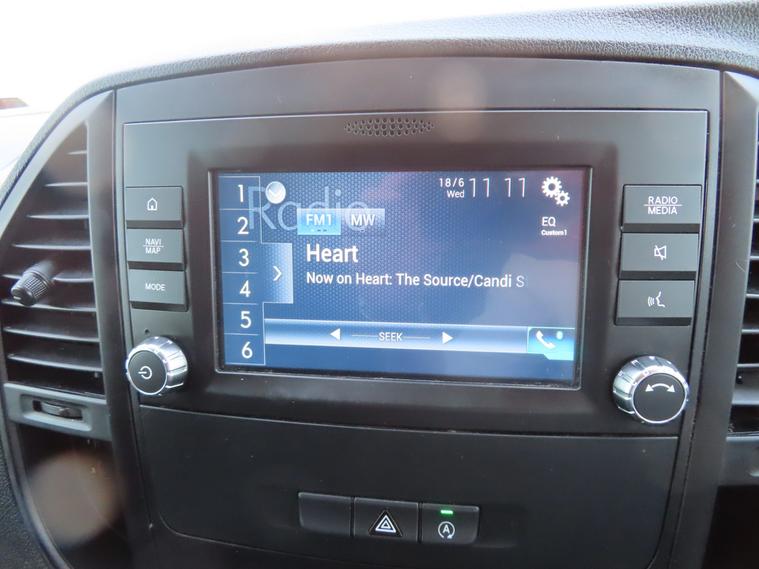 Radio
18/6
Wed
11 11
FM1
MW
EQ
Custom1
Heart
Now on Heart: The Source/Candi S
SEEK
1
2
3
4
5
6
NAVI
MAP
MODE
RADIO
MEDIA
A